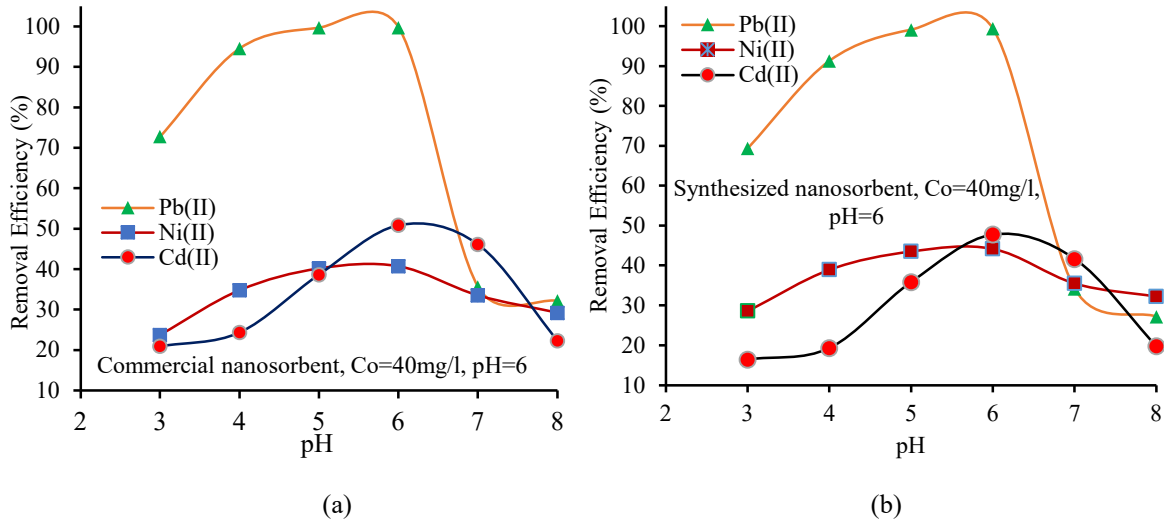 100
90
80
70
60
50
40
30
20
10
Removal Efficiency (%)
Pb(II)
Ni(II)
Cd(II)
Commercial nanosorbent, Co=40mg/l, pH=6
2 3 4 5 6 7 8
pH
(a)
100
90
80
70
60
50
40
30
20
10
Removal Efficiency (%)
Pb(II)
Ni(II)
Cd(II)
Synthesized nanosorbent, Co=40mg/l,
pH=6
2 3 4 5 6 7 8
pH
(b)